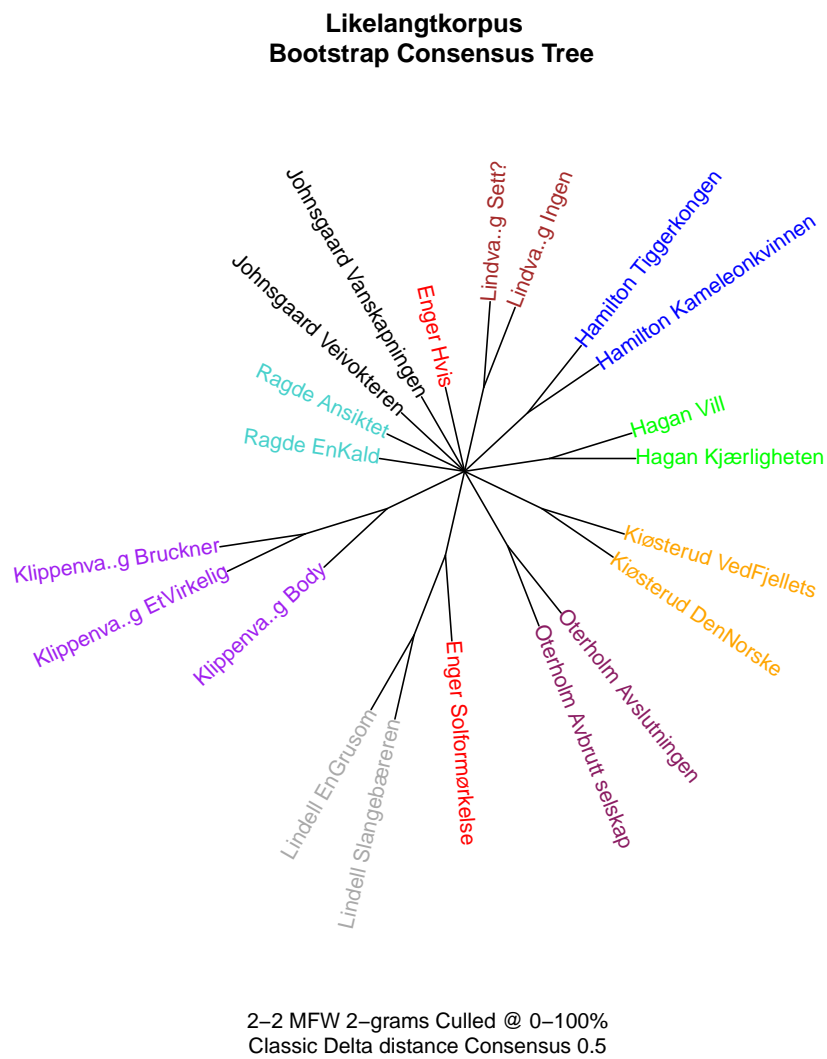 Likelangtkorpus
Bootstrap Consensus Tree
Johnsgaard Vanskapningen
Johnsgaard Veivokteren
Enger Hvis
Lindva..g Sett?
Lindva..g Ingen
Hamilton Tiggerkongen
Hamilton Kameleonkvinnen
Ragde Ansiktet
Ragde EnKald
Hagan Vill
Hagan Kjærligheten
Klippenva..g Bruckner
Klippenva..g EtVirkelig
Klippenva..g Body
Kiøsterud VedFjellets
Kiøsterud DenNorske
Oterholm Avslutningen
Oterholm Avbrutt selskap
Enger Solformørkelse
Lindell EnGrusom
Lindell Slangebæreren
2−2 MFW 2−grams Culled @ 0−100%
Classic Delta distance Consensus 0.5